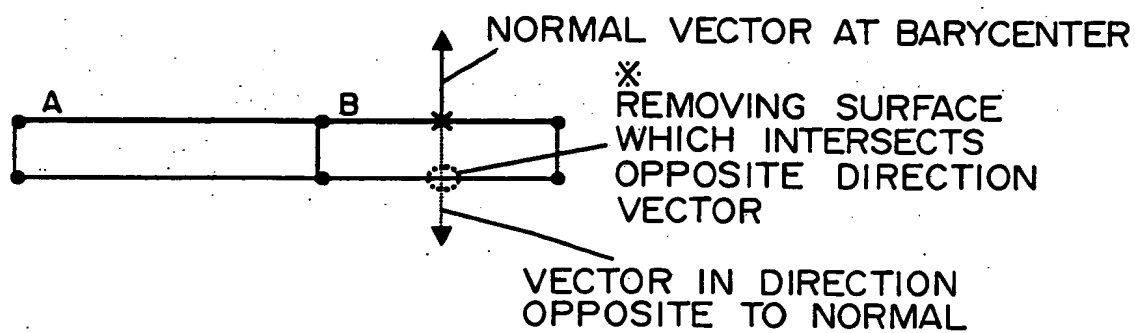 NORMAL VECTOR AT BARYCENTER
A
B
※
REMOVING SURFACE
WHICH INTERSECTS
OPPOSITE DIRECTION
VECTOR
VECTOR IN DIRECTION
OPPOSITE TO NORMAL